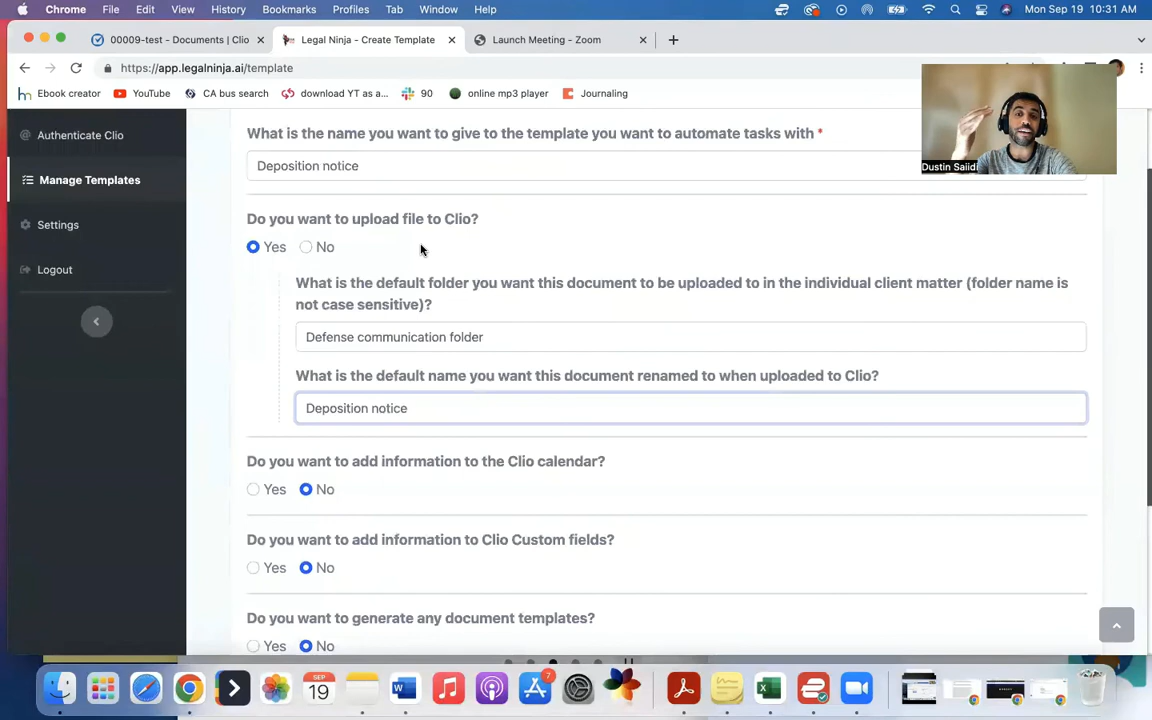 Chrome File Edit View History Bookmarks Profiles Tab Window Help Mon Sep 19 10:31 AM
00009-test - Documents | Clio Legal Ninja - Create Template Launch Meeting - Zoom
https://app.legalninja.ai/template
Ebook creator YouTube CA bus search download YT as a... 90 online mp3 player Journaling
Authenticate Clio
Manage Templates
Settings
Logout
What is the name you want to give to the template you want to automate tasks with *
Deposition notice
Dustin Saiidi
Do you want to upload file to Clio?
Yes No
What is the default folder you want this document to be uploaded to in the individual client matter (folder name is
not case sensitive)?
Defense communication folder
What is the default name you want this document renamed to when uploaded to Clio?
Deposition notice
Do you want to add information to the Clio calendar?
Yes No
Do you want to add information to Clio Custom fields?
Yes No
Do you want to generate any document templates?
Yes No
SEP
19
7